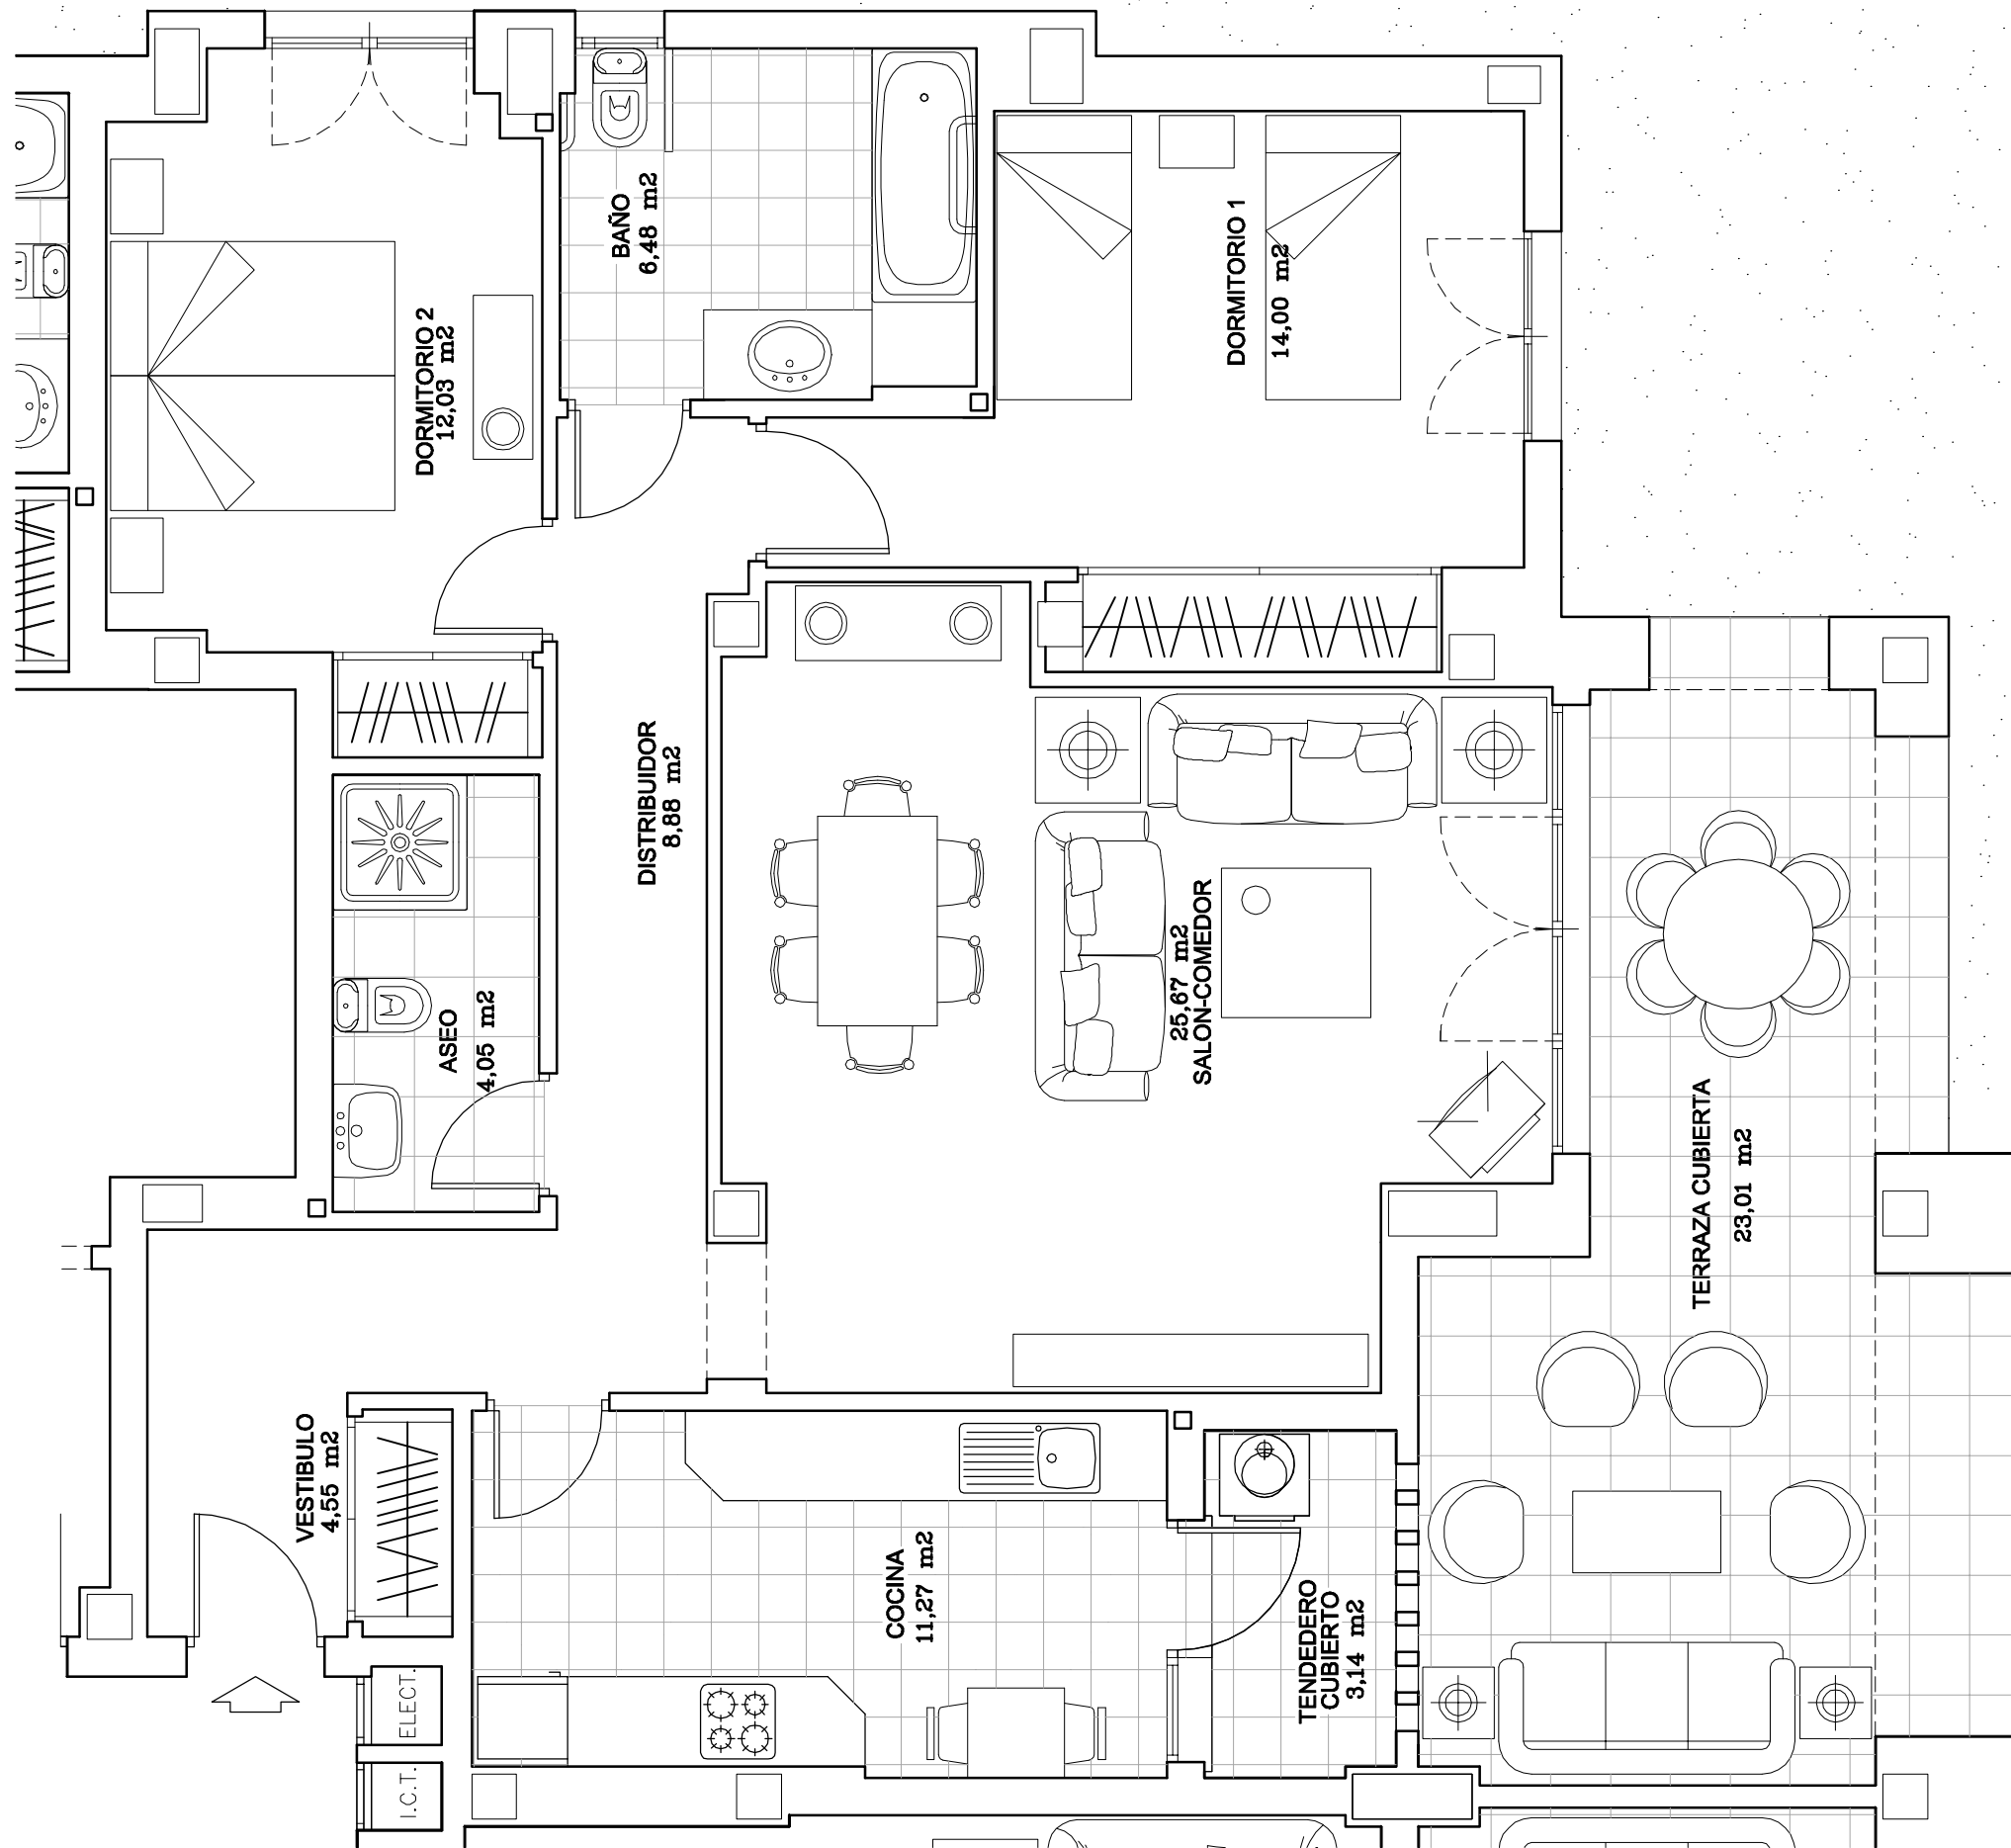 BAÑO
6,48 m2
DORMITORIO 1
14,00 m2
DORMITORIO 2
12,03 m2
DISTRIBUIDOR
8,88 m2
ASEO
4,05 m2
25,67 m2
SALON-COMEDOR
TERRAZA CUBIERTA
23,01 m2
VESTIBULO
4,55 m2
COCINA
11,27 m2
TENDEDERO
CUBIERTO
3,14 m2
ELECT.
I.C.T.